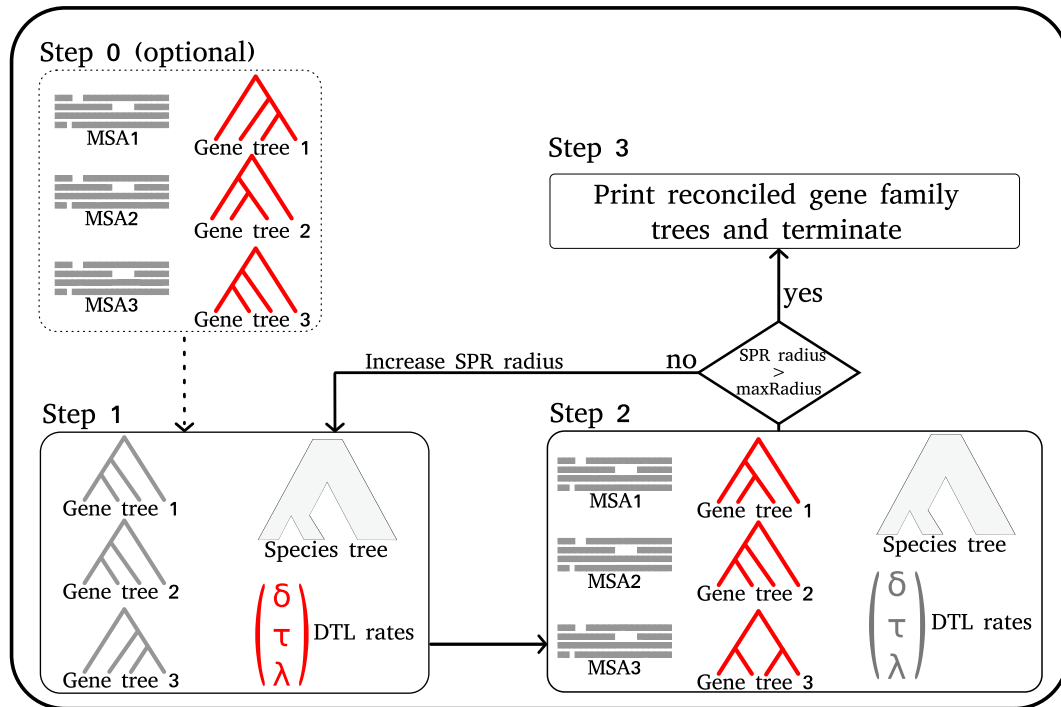 Step 0 (optional)
MSA1
Gene tree 1
MSA2
Gene tree 2
MSA3
Gene tree 3
Step 3
Print reconciled gene family
trees and terminate
yes
SPR radius
>
maxRadius
no
Increase SPR radius
Step 1
Gene tree 1
Gene tree 2
Gene tree 3
Species tree
δ
τ
λ
DTL rates
Step 2
MSA1
Gene tree 1
MSA2
Gene tree 2
MSA3
Gene tree 3
Species tree
δ
τ
λ
DTL rates